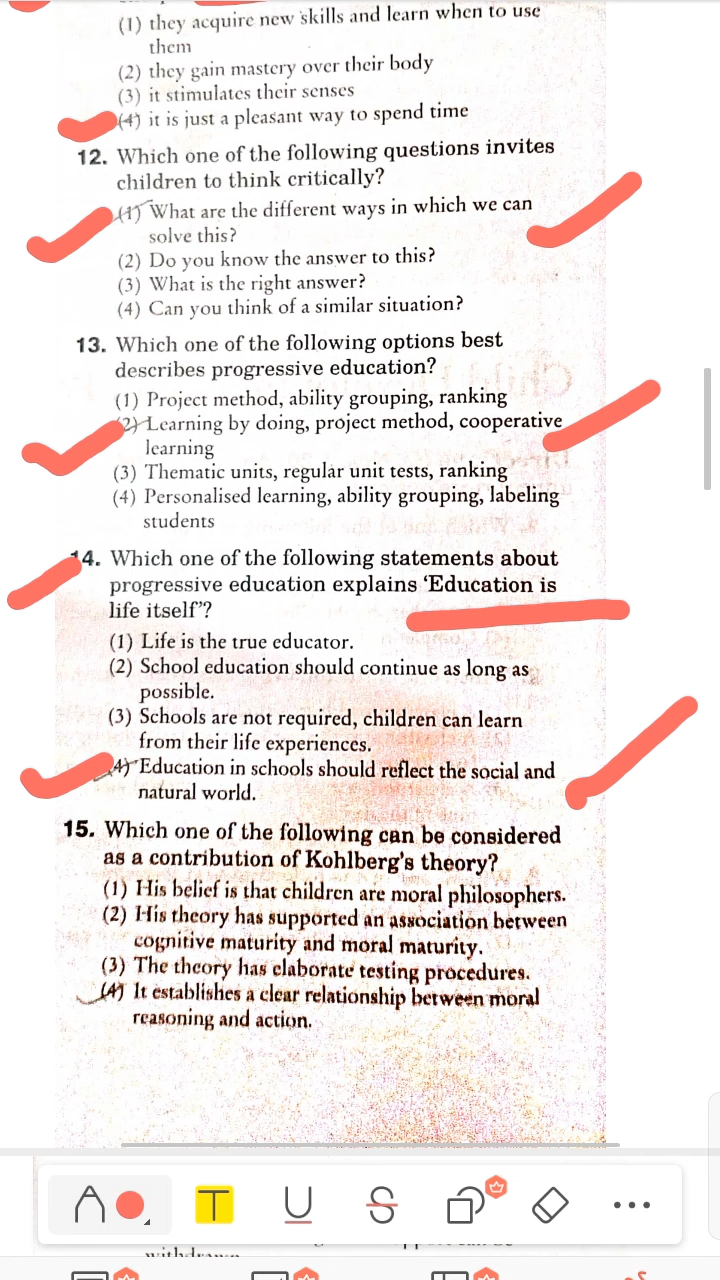 (1) they acquire new skills and learn when to use
them
(2) they gain mastery over their body
(3) it stimulates their senses
(4) it is just a pleasant way to spend time
12. Which one of the following questions invites
children to think critically?
(1) What are the different ways in which we can
solve this?
(2) Do you know the answer to this?
(3) What is the right answer?
(4) Can you think of a similar situation?
13. Which one of the following options best
describes progressive education?
(1) Project method, ability grouping, ranking
(2) Learning by doing, project method, cooperative
learning
(3) Thematic units, regular unit tests, ranking
(4) Personalised learning, ability grouping, labeling
students
14. Which one of the following statements about
progressive education explains ‘Education is
life itself’?
(1) Life is the true educator.
(2) School education should continue as long as
possible.
(3) Schools are not required, children can learn
from their life experiences.
(4) Education in schools should reflect the social and
natural world.
15. Which one of the following can be considered
as a contribution of Kohlberg's theory?
(1) His belief is that children are moral philosophers.
(2) His theory has supported an association between
cognitive maturity and moral maturity.
(3) The theory has elaborate testing procedures.
(4) It establishes a clear relationship between moral
reasoning and action.
T U S